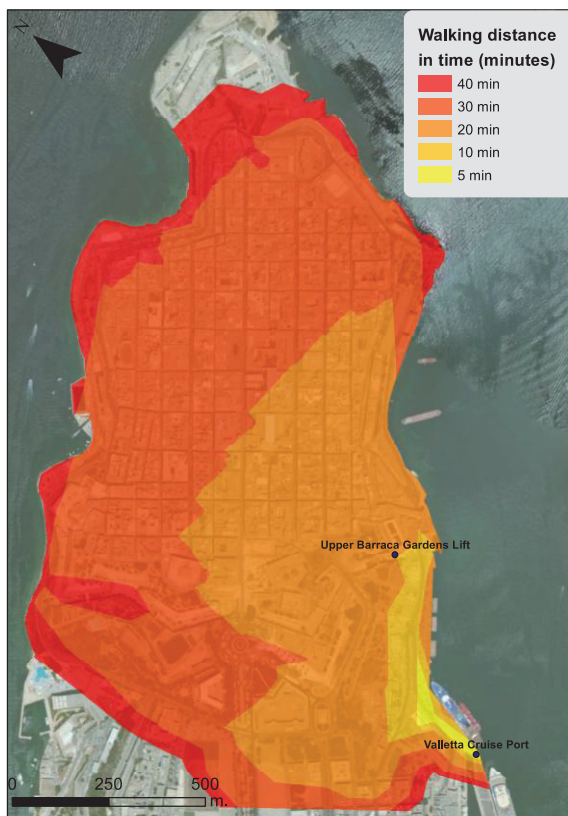 N
Walking distance
in time (minutes)
40 min
30 min
20 min
10 min
5 min
Upper Barraca Gardens Lift
Valletta Cruise Port
0 250 500
m.